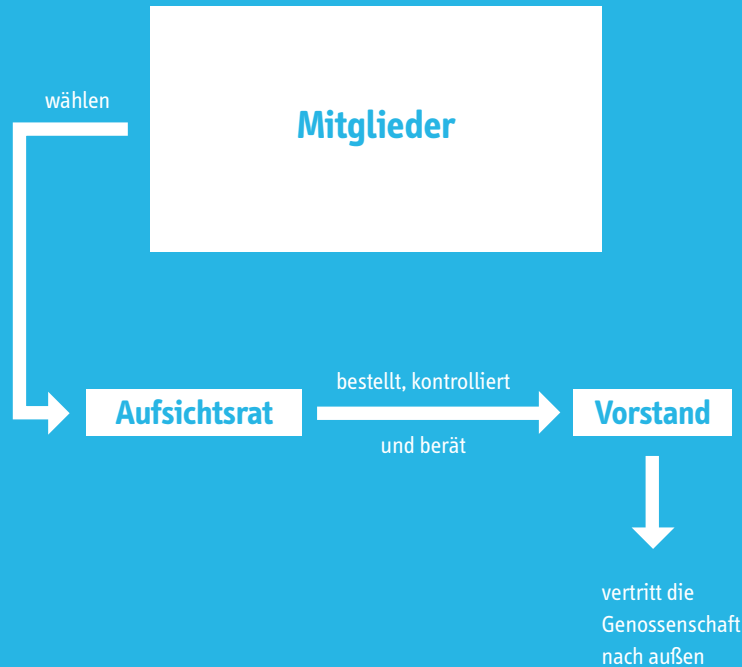 wählen
Mitglieder
bestellt, kontrolliert
Aufsichtsrat
Vorstand
und berät
vertritt die
Genossenschaft
nach außen